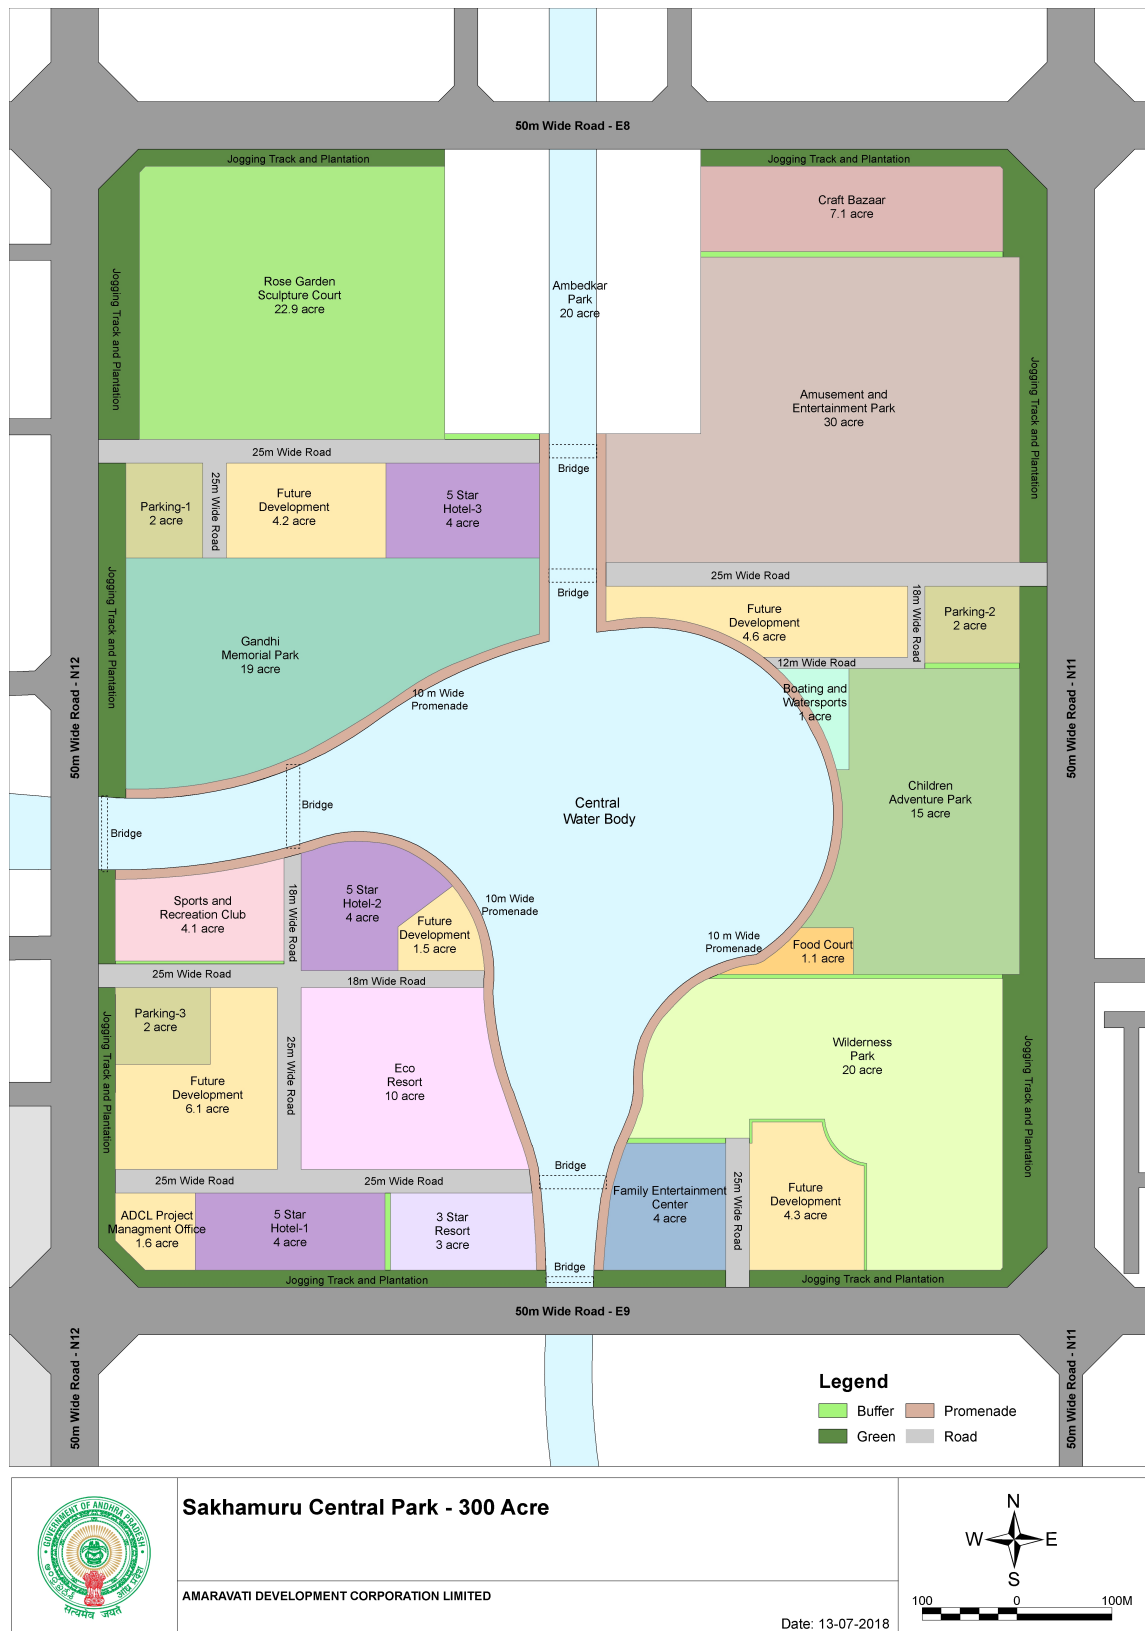 50m Wide Road - E8
Jogging Track and Plantation
Jogging Track and Plantation
Craft Bazaar
7.1 acre
Jogging Track and Plantation
Rose Garden
Sculpture Court
22.9 acre
Ambedkar
Park
20 acre
Amusement and
Entertainment Park
30 acre
Jogging Track and Plantation
25m Wide Road
Bridge
Parking-1
2 acre
25m Wide Road
Future
Development
4.2 acre
5 Star
Hotel-3
4 acre
Bridge
25m Wide Road
Jogging Track and Plantation
Gandhi
Memorial Park
19 acre
Future
Development
4.6 acre
18m Wide Road
Parking-2
2 acre
12m Wide Road
50m Wide Road - N12
50m Wide Road - N11
10 m Wide
Promenade
Boating and
Watersports
1 acre
Children
Adventure Park
15 acre
Central
Water Body
Bridge
Bridge
Sports and
Recreation Club
4.1 acre
18m Wide Road
5 Star
Hotel-2
4 acre
Future
Development
1.5 acre
10m Wide
Promenade
10 m Wide
Promenade
Food Court
1.1 acre
25m Wide Road
18m Wide Road
Jogging Track and Plantation
Parking-3
2 acre
Future
Development
6.1 acre
25m Wide Road
Eco
Resort
10 acre
Wilderness
Park
20 acre
Jogging Track and Plantation
25m Wide Road
25m Wide Road
Bridge
ADCL Project
Managment Office
1.6 acre
5 Star
Hotel-1
4 acre
3 Star
Resort
3 acre
Family Entertainment
Center
4 acre
25m Wide Road
Future
Development
4.3 acre
Bridge
Jogging Track and Plantation
Jogging Track and Plantation
50m Wide Road - E9
50m Wide Road - N12
50m Wide Road - N11
Legend
Buffer
Promenade
Green
Road
GOVERNMENT OF ANDHRA PRADESH
सत्यमेव जयते
Sakhamuru Central Park - 300 Acre
AMARAVATI DEVELOPMENT CORPORATION LIMITED
Date: 13-07-2018
N
W
E
S
100
0
100M